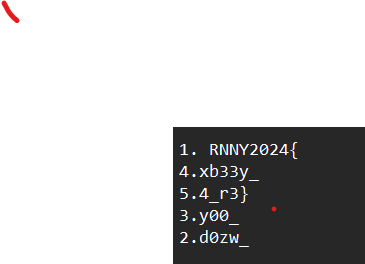 1. RNNY2024{
4.xb33y_
5.4_r3}
3.y00_
2.d0zw_